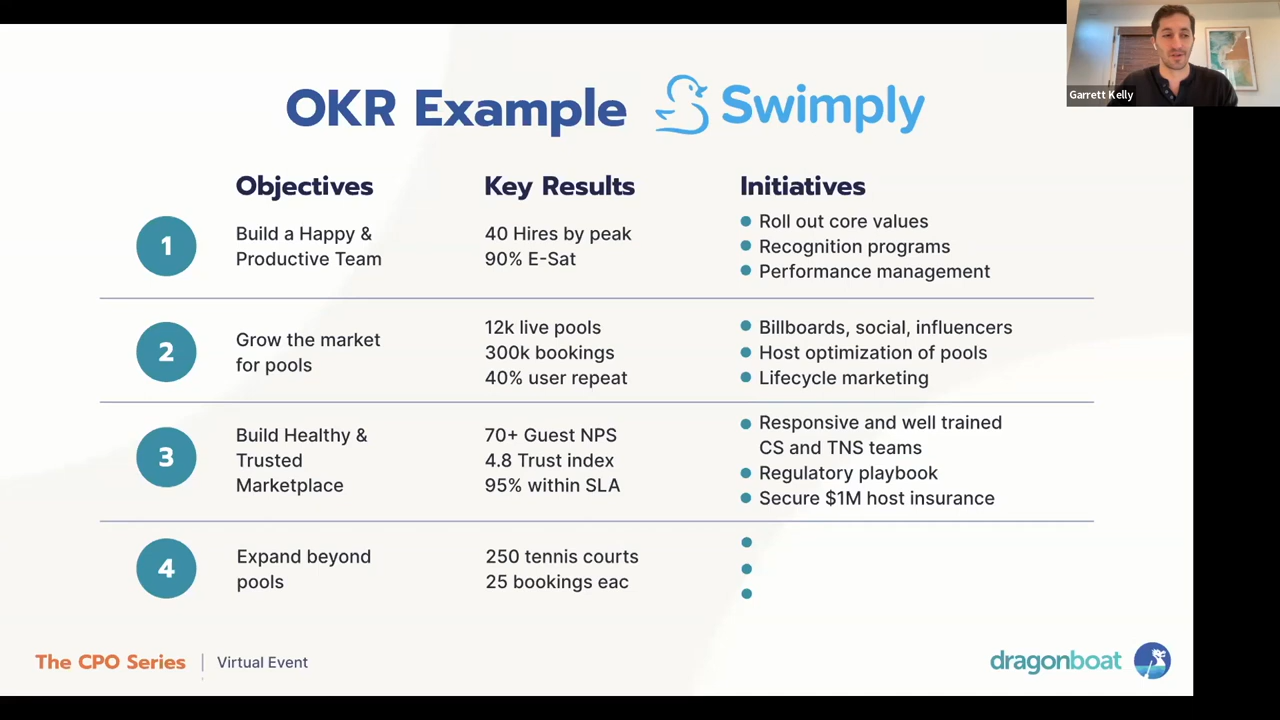 Garrett Kelly
OKR Example Swimply
Objectives Key Results Initiatives
1
Build a Happy &
Productive Team
40 Hires by peak
90% E-Sat
Roll out core values
Recognition programs
Performance management
2
Grow the market
for pools
12k live pools
300k bookings
40% user repeat
Billboards, social, influencers
Host optimization of pools
Lifecycle marketing
3
Build Healthy &
Trusted
Marketplace
70+ Guest NPS
4.8 Trust index
95% within SLA
Responsive and well trained
CS and TNS teams
Regulatory playbook
Secure $1M host insurance
4
Expand beyond
pools
250 tennis courts
25 bookings eac
The CPO Series | Virtual Event
dragonboat